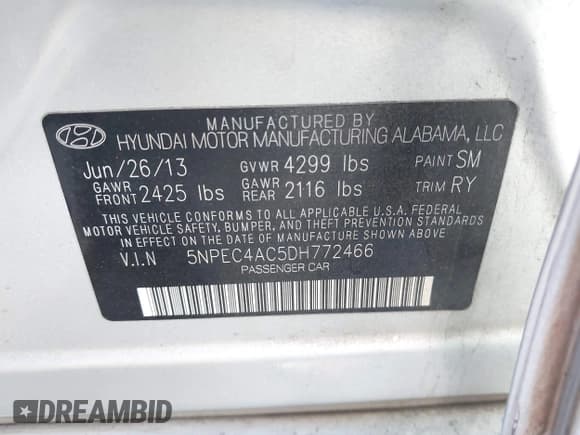 MANUFACTURED BY
HYUNDAI MOTOR MANUFACTURING ALABAMA, LLC
Jun/26/13 GVWR 4299 lbs PAINT SM
GAWR FRONT 2425 lbs GAWR REAR 2116 lbs TRIM RY
THIS VEHICLE CONFORMS TO ALL APPLICABLE U.S.A. FEDERAL
MOTOR VEHICLE SAFETY, BUMPER, AND THEFT PREVENTION STANDARDS
IN EFFECT ON THE DATE OF MANUFACTURE SHOWN ABOVE
V.I.N 5NPEC4AC5DH772466
PASSENGER CAR
DREAMBID